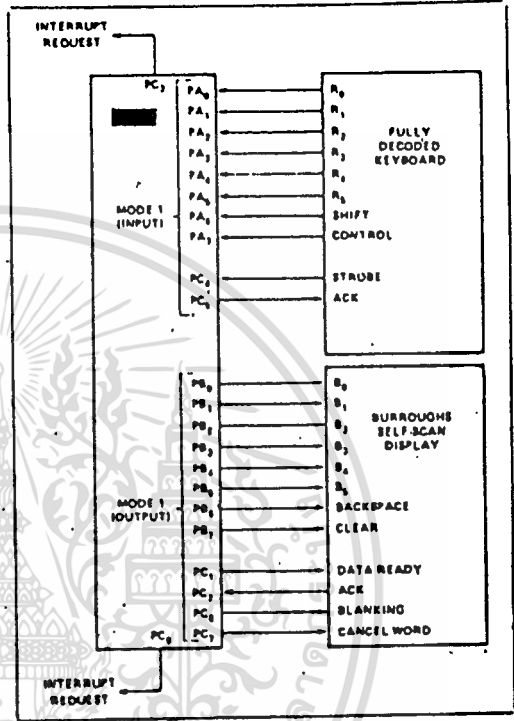 INTERRUPT
REQUEST
PC3
PA0 R0
PA1 R1
PA2 R2
PA3 R3
PA4 R4
PA5 R5
PA6 SHIFT
PA7 CONTROL
FULLY
DECODED
KEYBOARD
MODE 1
(INPUT)
PC4 STROBE
PC5 ACK
PB0 B0
PB1 B1
PB2 B2
PB3 B3
PB4 B4
PB5 B5
PB6 BACKSPACE
PB7 CLEAR
BURROUGHS
SELF-SCAN
DISPLAY
MODE 1
(OUTPUT)
PC1 DATA READY
PC2 ACK
PC6 BLANKING
PC7 CANCEL WORD
PC0
INTERRUPT
REQUEST